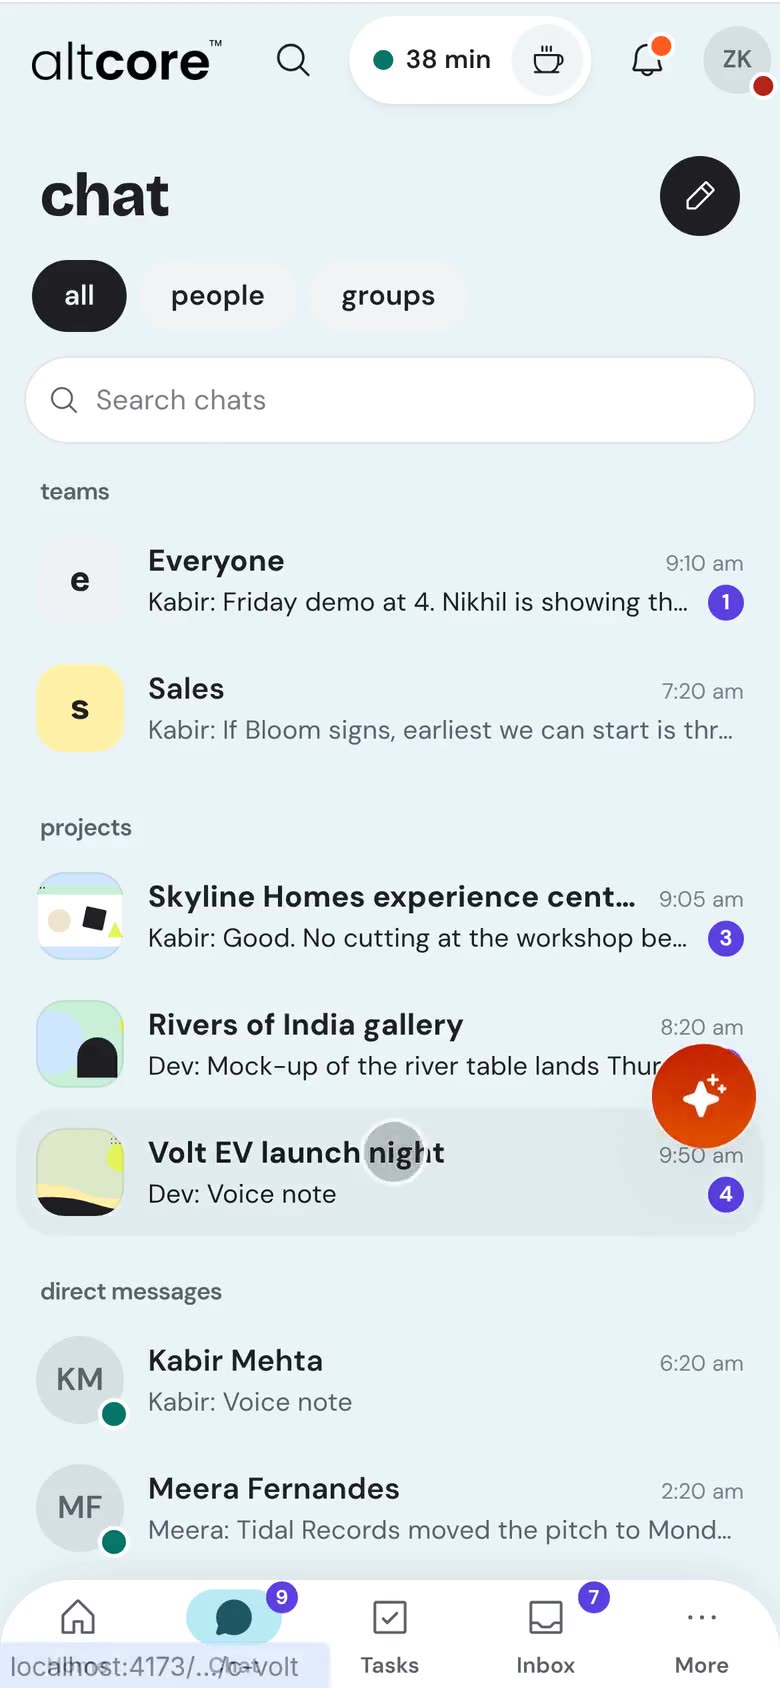 altcore™
38 min
ZK
chat
all
people
groups
Search chats
teams
e
Everyone
9:10 am
Kabir: Friday demo at 4. Nikhil is showing th...
1
s
Sales
7:20 am
Kabir: If Bloom signs, earliest we can start is thr...
projects
Skyline Homes experience cent...
9:05 am
Kabir: Good. No cutting at the workshop be...
3
Rivers of India gallery
8:20 am
Dev: Mock-up of the river table lands Thur
Volt EV launch night
9:50 am
Dev: Voice note
4
direct messages
KM
Kabir Mehta
6:20 am
Kabir: Voice note
MF
Meera Fernandes
2:20 am
Meera: Tidal Records moved the pitch to Mond...
9
7
Tasks
Inbox
More
localhost:4173/.../c-volt